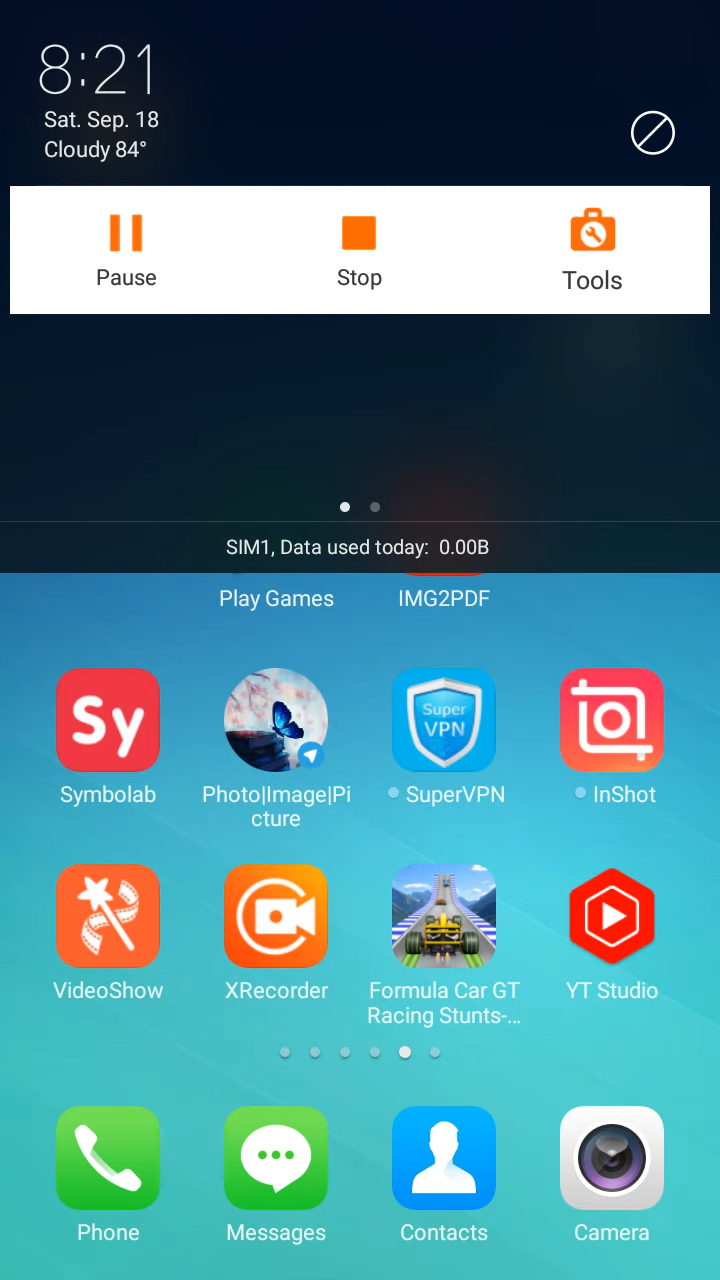 8:21
Sat. Sep. 18
Cloudy 84°
Pause
Stop
Tools
SIM1, Data used today: 0.00B
Play Games
IMG2PDF
Sy
Super
VPN
Symbolab
Photo|Image|Pi
cture
SuperVPN
InShot
VideoShow
XRecorder
Formula Car GT
Racing Stunts-...
YT Studio
Phone
Messages
Contacts
Camera